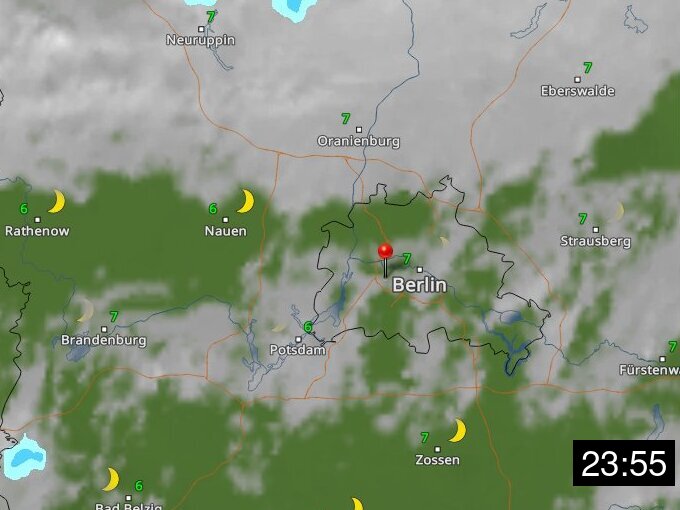 7
Neuruppin
7
Eberswalde
7
Oranienburg
6
Rathenow
6
Nauen
7
Strausberg
7
Berlin
7
Brandenburg
6
Potsdam
7
Fürstenwa
7
Zossen
23:55
6
Bad Belzig